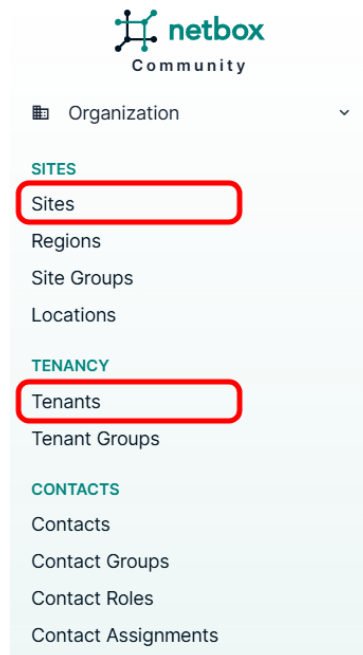 netbox
Community
Organization
SITES
Sites
Regions
Site Groups
Locations
TENANCY
Tenants
Tenant Groups
CONTACTS
Contacts
Contact Groups
Contact Roles
Contact Assignments